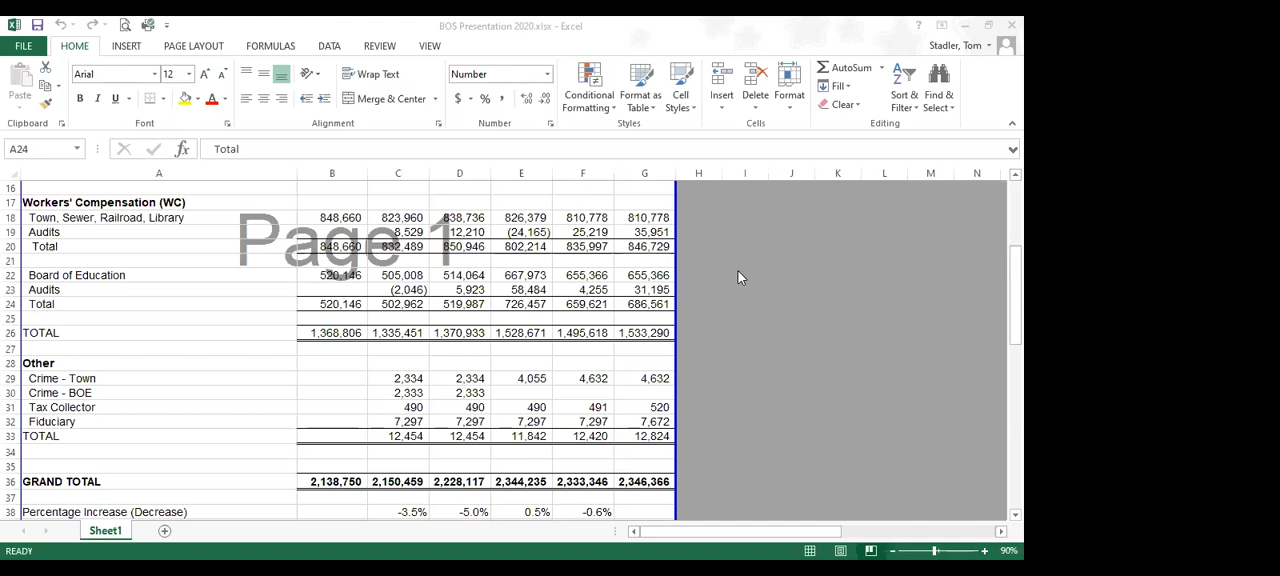 BOS Presentation 2020.xlsx - Excel
FILE HOME INSERT PAGE LAYOUT FORMULAS DATA REVIEW VIEW Stadler, Tom
Paste
Arial 12
B I U
Wrap Text
Merge & Center
Number
$ % ,
Conditional Formatting
Format as Table
Cell Styles
Insert Delete Format
AutoSum
Fill
Clear
Sort & Filter
Find & Select
Clipboard Font Alignment Number Styles Cells Editing
A24 fx Total
A B C D E F G H I J K L M N
Page 1
16
17 Workers' Compensation (WC)
18 Town, Sewer, Railroad, Library 848,660 823,960 838,736 826,379 810,778 810,778
19 Audits 8,529 12,210 (24,165) 25,219 35,951
20 Total 848,660 832,489 850,946 802,214 835,997 846,729
21
22 Board of Education 520,146 505,008 514,064 667,973 655,366 655,366
23 Audits (2,046) 5,923 58,484 4,255 31,195
24 Total 520,146 502,962 519,987 726,457 659,621 686,561
25
26 TOTAL 1,368,806 1,335,451 1,370,933 1,528,671 1,495,618 1,533,290
27
28 Other
29 Crime - Town 2,334 2,334 4,055 4,632 4,632
30 Crime - BOE 2,333 2,333
31 Tax Collector 490 490 490 491 520
32 Fiduciary 7,297 7,297 7,297 7,297 7,672
33 TOTAL 12,454 12,454 11,842 12,420 12,824
34
35
36 GRAND TOTAL 2,138,750 2,150,459 2,228,117 2,344,235 2,333,346 2,346,366
37
38 Percentage Increase (Decrease) -3.5% -5.0% 0.5% -0.6%
Sheet1
READY 90%